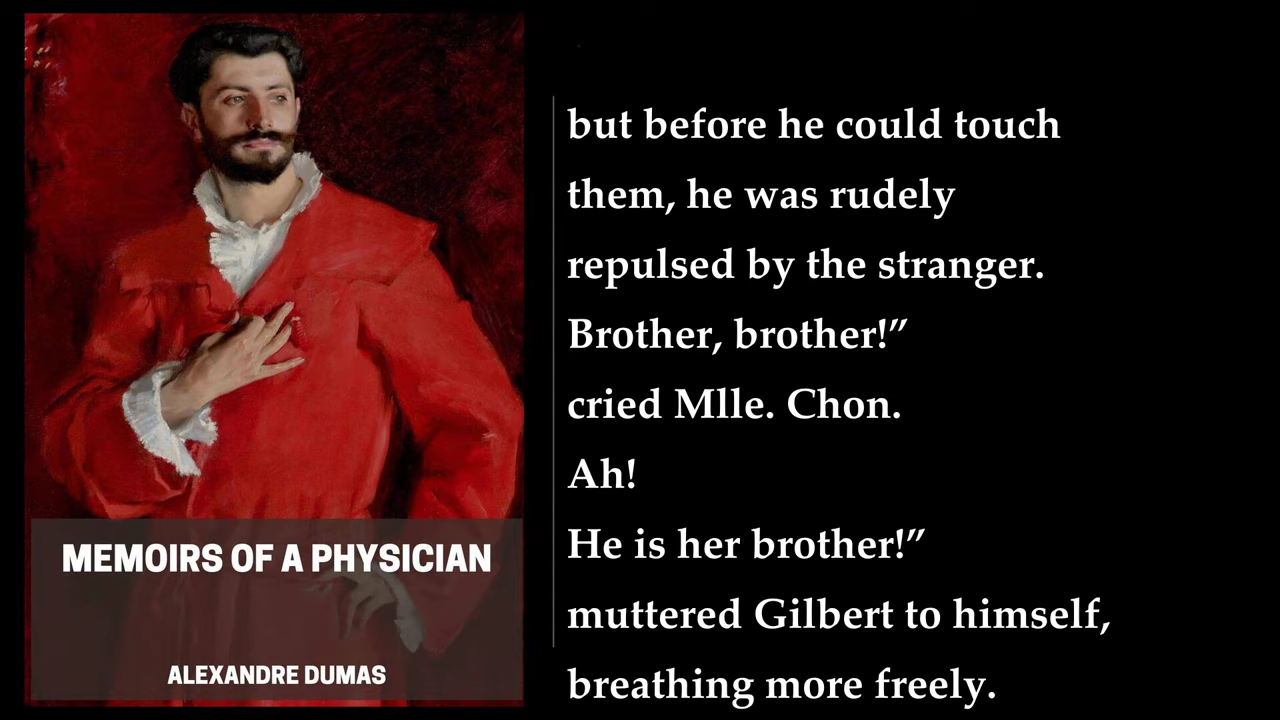 MEMOIRS OF A PHYSICIAN
ALEXANDRE DUMAS
but before he could touch
them, he was rudely
repulsed by the stranger.
Brother, brother!”
cried Mlle. Chon.
Ah!
He is her brother!”
muttered Gilbert to himself,
breathing more freely.